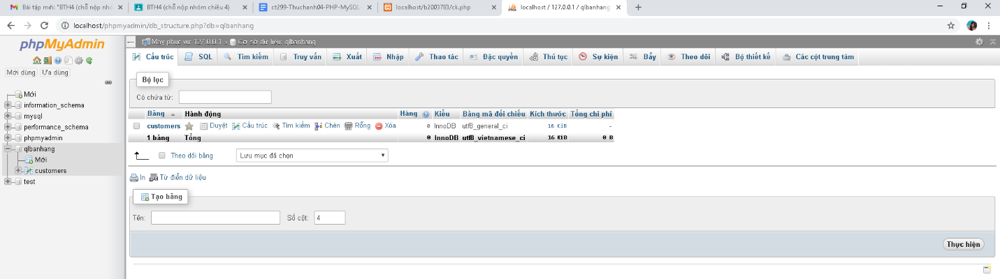 Bài tập mới: "BTH4 (chỗ nộp nhó
BTH4 (chỗ nộp nhóm chiều 4)
ct299-Thuchanh04-PHP-MySQL
localhost/b2003783/ck.php
localhost / 127.0.0.1 / qlbanhang
localhost/phpmyadmin/db_structure.php?db=qlbanhang
phpMyAdmin
Mới dùng Ưa dùng
Mới
information_schema
mysql
performance_schema
phpmyadmin
qlbanhang
Mới
customers
test
Máy phục vụ: 127.0.0.1 » Cơ sở dữ liệu: qlbanhang
Cấu trúc SQL Tìm kiếm Truy vấn Xuất Nhập Thao tác Đặc quyền Thủ tục Sự kiện Bẫy Theo dõi Bộ thiết kế Các cột trung tâm
Bộ lọc
Có chứa từ:
Bảng Hành động Hàng Kiểu Bảng mã đối chiếu Kích thước Tổng chi phí
customers Duyệt Cấu trúc Tìm kiếm Chèn Rỗng Xóa 0 InnoDB utf8_general_ci 16 KiB -
1 bảng Tổng 0 InnoDB utf8_vietnamese_ci 16 KiB 0 B
Theo dõi bảng Lưu mục đã chọn
In Từ điển dữ liệu
Tạo bảng
Tên: Số cột: 4
Thực hiện